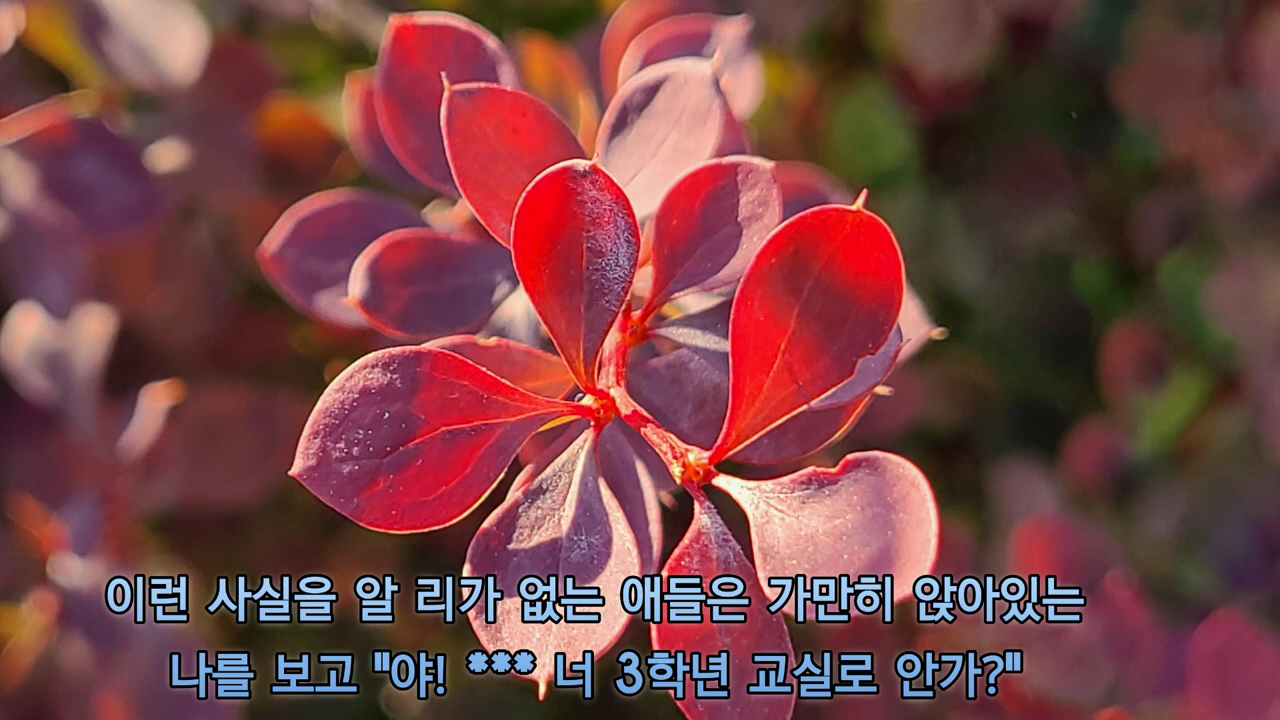 이런 사실을 알 리가 없는 애들은 가만히 앉아있는
나를 보고 "야! *** 너 3학년 교실로 안가?"